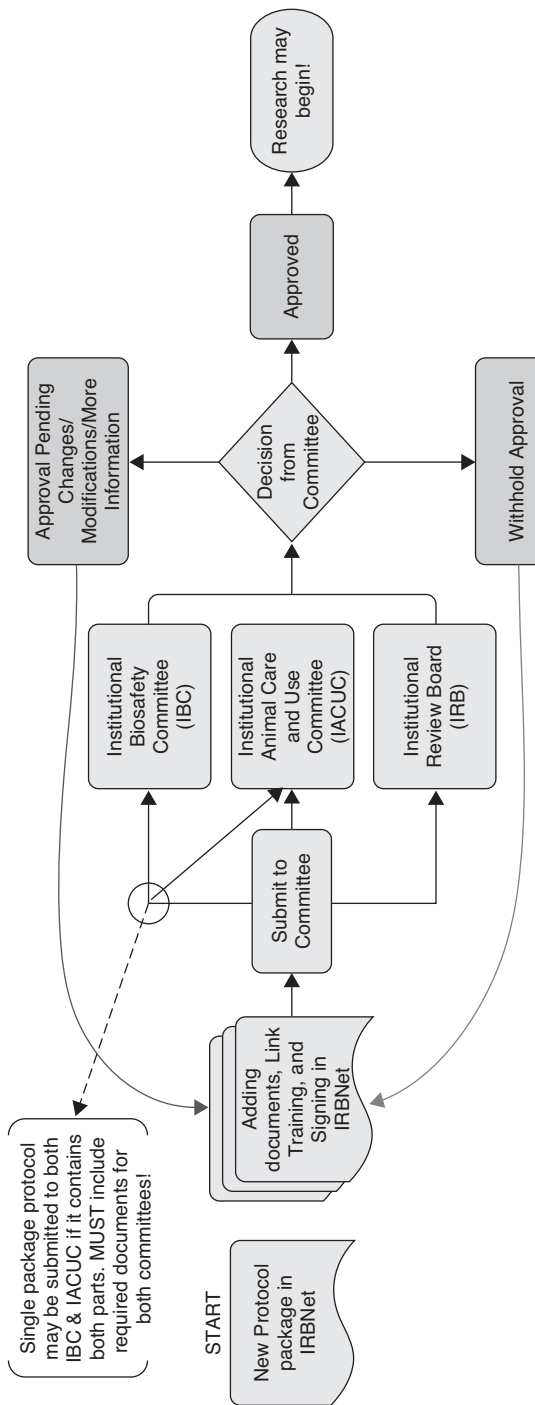 Single package protocol
may be submitted to both
IBC & IACUC if it contains
both parts. MUST include
required documents for
both committees!
START
New Protocol
package in
IRBNet
Adding
documents, Link
Training, and
Signing in
IRBNet
Submit to
Committee
Institutional
Biosafety
Committee
(IBC)
Institutional
Animal Care
and Use
Committee
(IACUC)
Institutional
Review Board
(IRB)
Decision
from
Committee
Approval Pending
Changes/
Modifications/More
Information
Approved
Withhold Approval
Research may
begin!